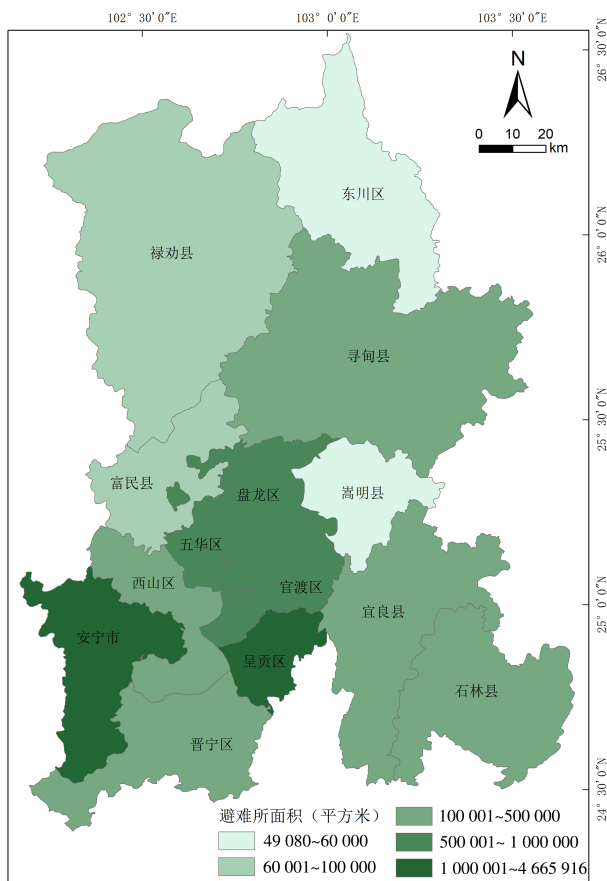 102° 30′0″E 103° 0′0″E 103° 30′0″E
26° 30′0″N
N
0 10 20
km
东川区
26° 0′0″N
禄劝县
寻甸县
25° 30′0″N
富民县
盘龙区
嵩明县
五华区
西山区
官渡区
宜良县
25° 0′0″N
安宁市
呈贡区
石林县
晋宁区
24° 30′0″N
避难所面积（平方米）
49 080~60 000
60 001~100 000
100 001~500 000
500 001~1 000 000
1 000 001~4 665 916